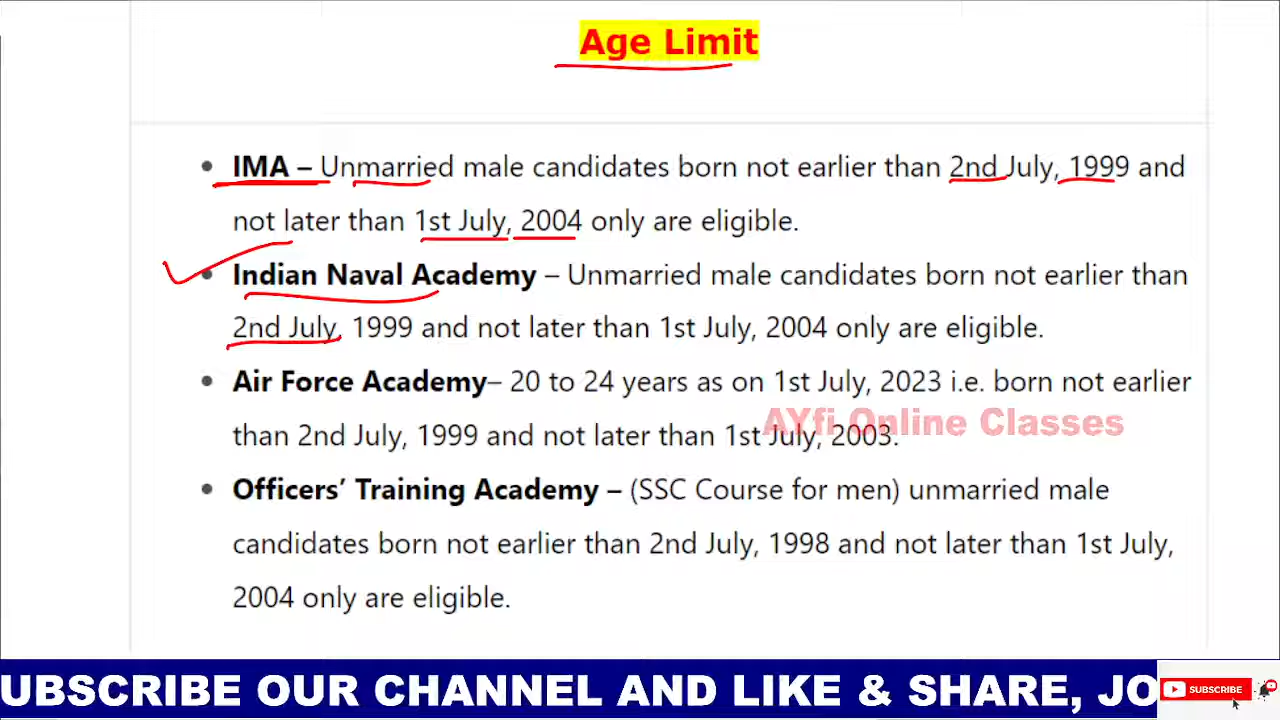 Age Limit
IMA – Unmarried male candidates born not earlier than 2nd July, 1999 and
not later than 1st July, 2004 only are eligible.
Indian Naval Academy – Unmarried male candidates born not earlier than
2nd July, 1999 and not later than 1st July, 2004 only are eligible.
Air Force Academy– 20 to 24 years as on 1st July, 2023 i.e. born not earlier
AYfi Online Classes
than 2nd July, 1999 and not later than 1st July, 2003.
Officers’ Training Academy – (SSC Course for men) unmarried male
candidates born not earlier than 2nd July, 1998 and not later than 1st July,
2004 only are eligible.
UBSCRIBE OUR CHANNEL AND LIKE & SHARE, JO
SUBSCRIBE